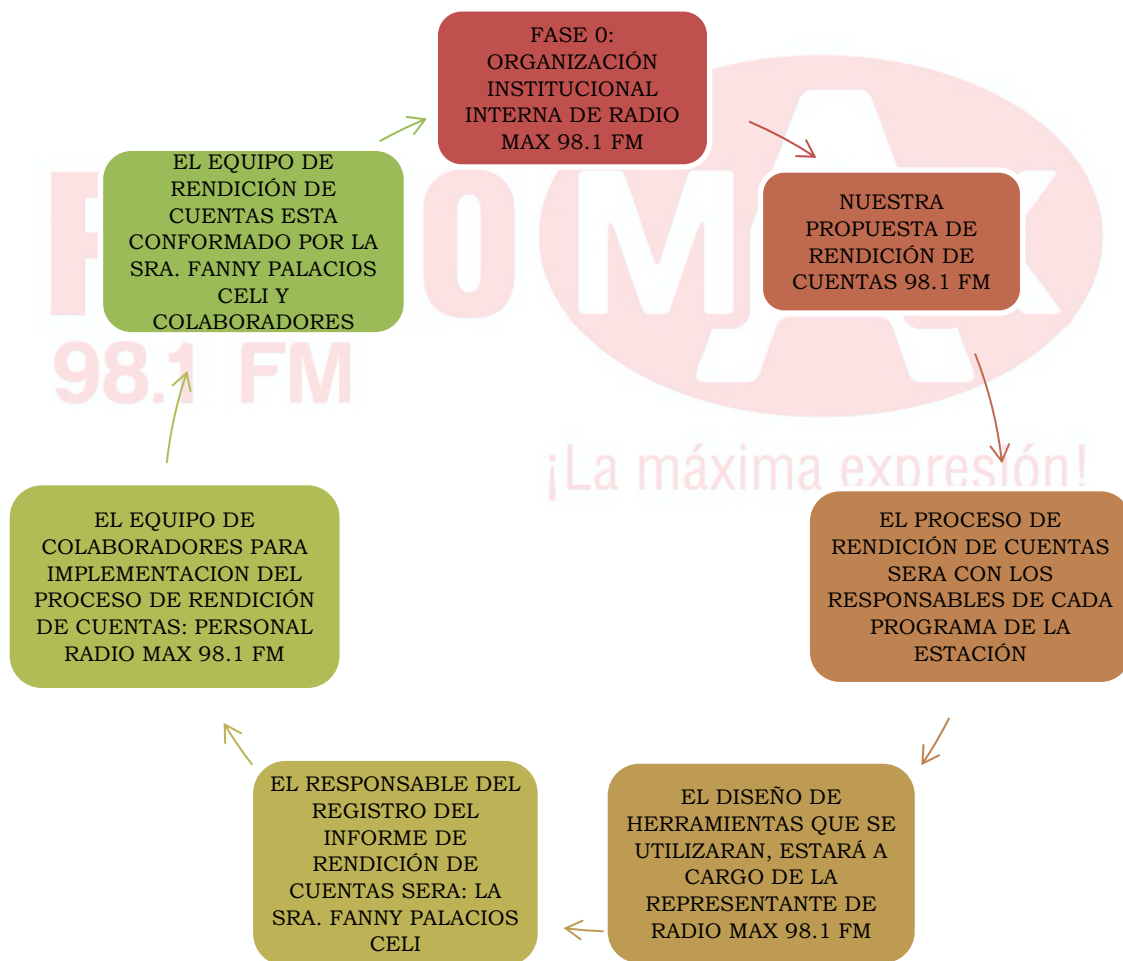 FASE 0:
ORGANIZACIÓN
INSTITUCIONAL
INTERNA DE RADIO
MAX 98.1 FM
NUESTRA
PROPUESTA DE
RENDICIÓN DE
CUENTAS 98.1 FM
EL PROCESO DE
RENDICIÓN DE CUENTAS
SERA CON LOS
RESPONSABLES DE CADA
PROGRAMA DE LA
ESTACIÓN
EL DISEÑO DE
HERRAMIENTAS QUE SE
UTILIZARAN, ESTARÁ A
CARGO DE LA
REPRESENTANTE DE
RADIO MAX 98.1 FM
EL RESPONSABLE DEL
REGISTRO DEL
INFORME DE
RENDICIÓN DE
CUENTAS SERA: LA
SRA. FANNY PALACIOS
CELI
EL EQUIPO DE
COLABORADORES PARA
IMPLEMENTACION DEL
PROCESO DE RENDICIÓN
DE CUENTAS: PERSONAL
RADIO MAX 98.1 FM
EL EQUIPO DE
RENDICIÓN DE
CUENTAS ESTA
CONFORMADO POR LA
SRA. FANNY PALACIOS
CELI Y
COLABORADORES
MAX
98.1 FM
¡La máxima expresión!